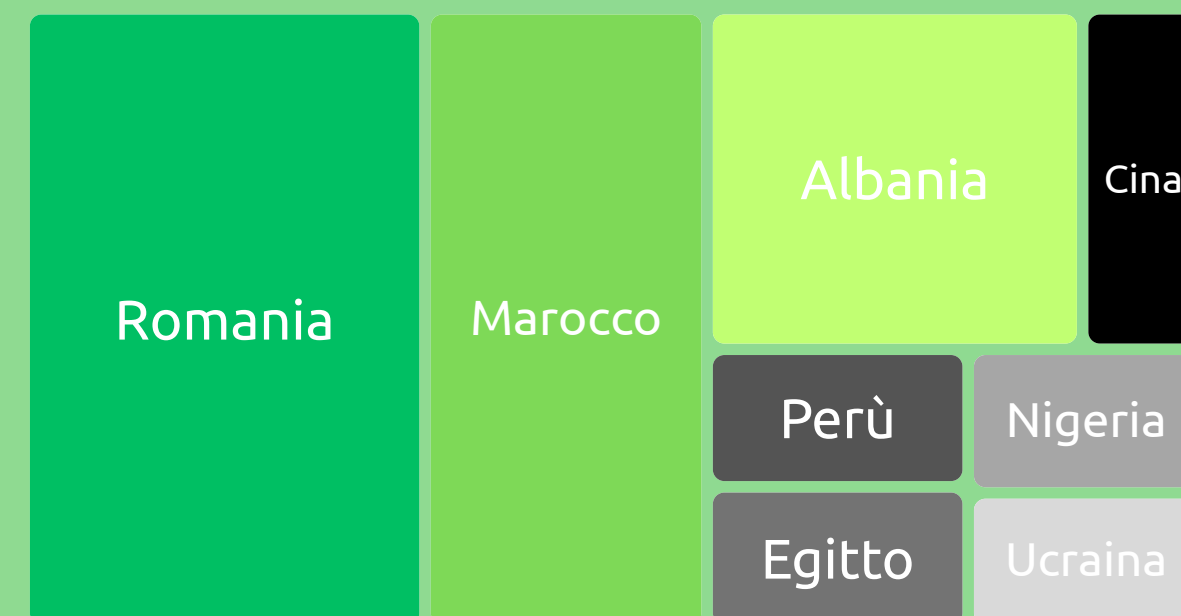 Romania
Marocco
Albania
Cina
Perù
Nigeria
Egitto
Ucraina